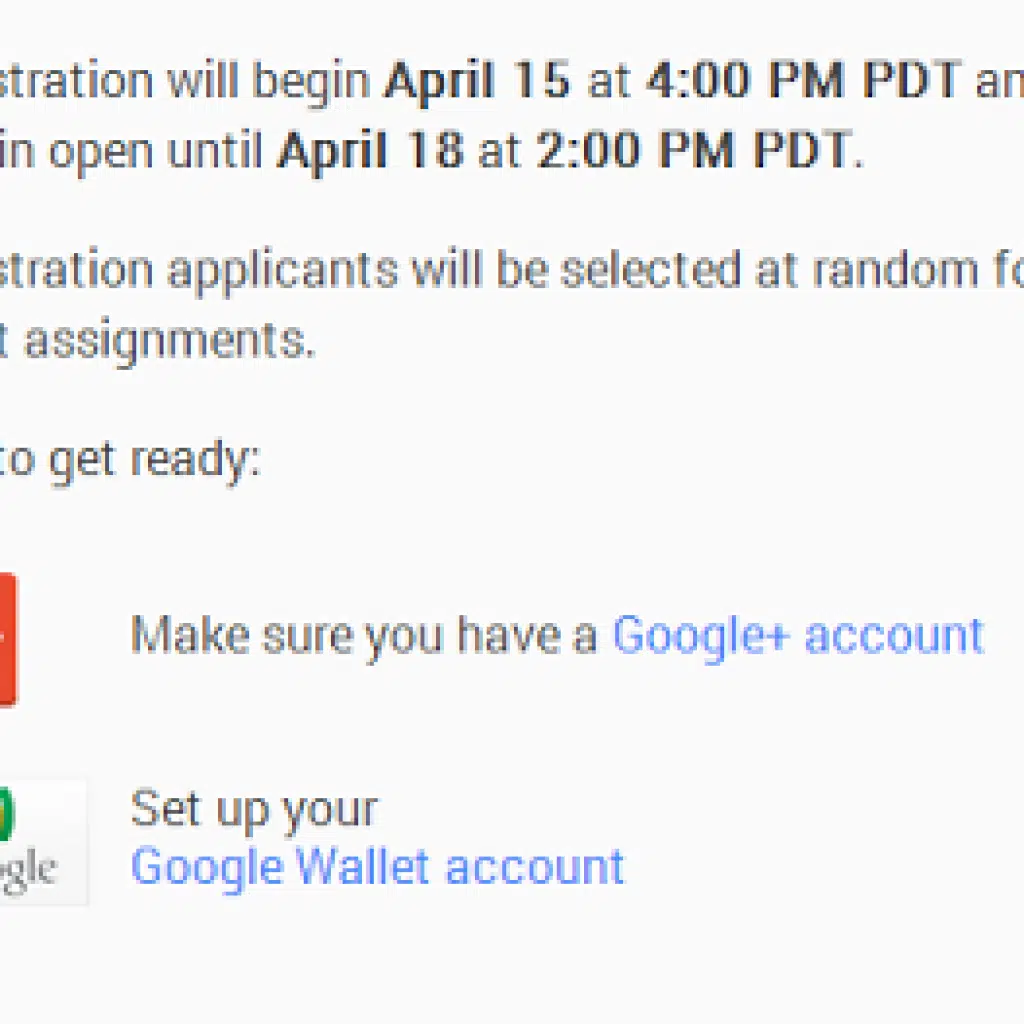 stration will begin April 15 at 4:00 PM PDT an
in open until April 18 at 2:00 PM PDT.
stration applicants will be selected at random fo
t assignments.
to get ready:
Make sure you have a Google+ account
Set up your
Google Wallet account
gle